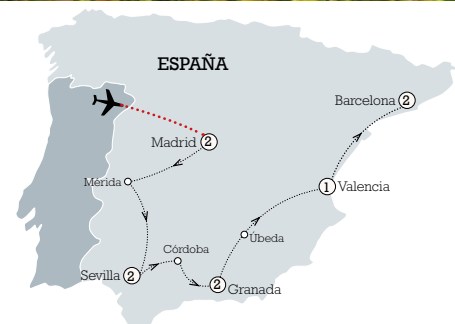 ESPAÑA
Barcelona 2
Madrid 2
Mérida
1 Valencia
Úbeda
Córdoba
Sevilla 2
2 Granada